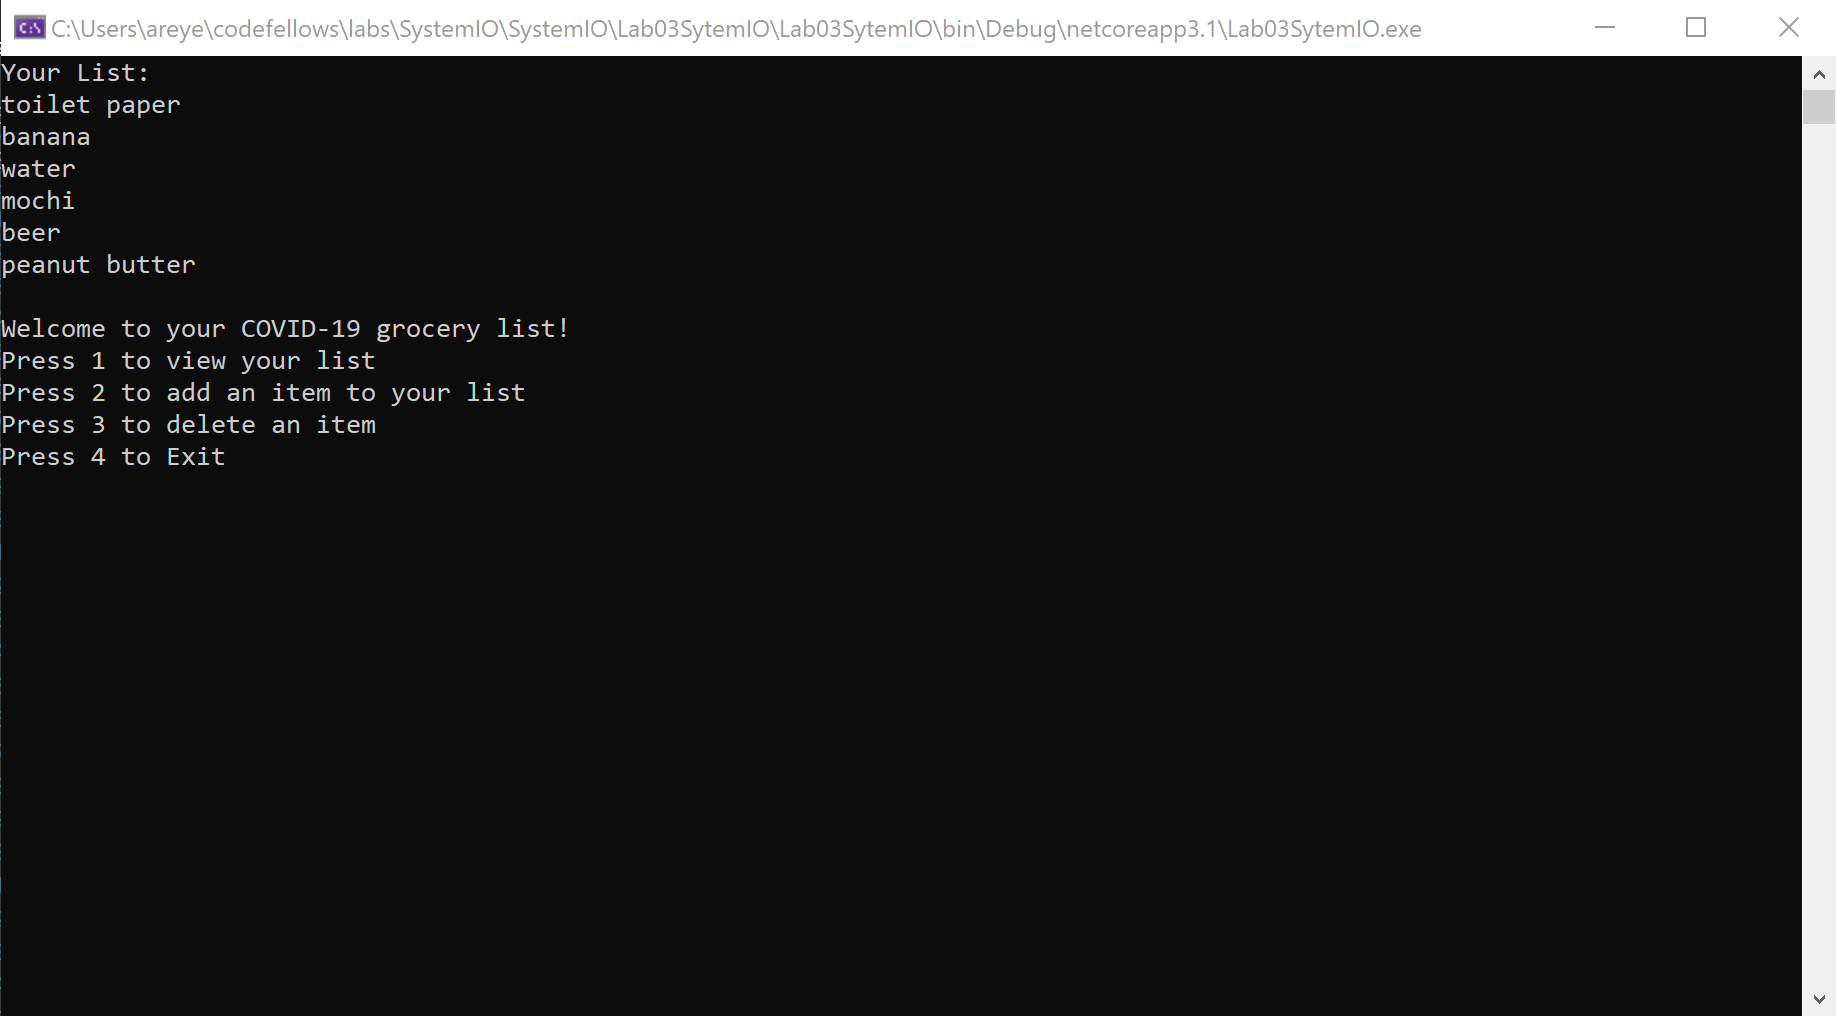 C:\Users\areye\codefellows\labs\SystemIO\SystemIO\Lab03SytemIO\Lab03SytemIO\bin\Debug\netcoreapp3.1\Lab03SytemIO.exe
Your List:
toilet paper
banana
water
mochi
beer
peanut butter
Welcome to your COVID-19 grocery list!
Press 1 to view your list
Press 2 to add an item to your list
Press 3 to delete an item
Press 4 to Exit